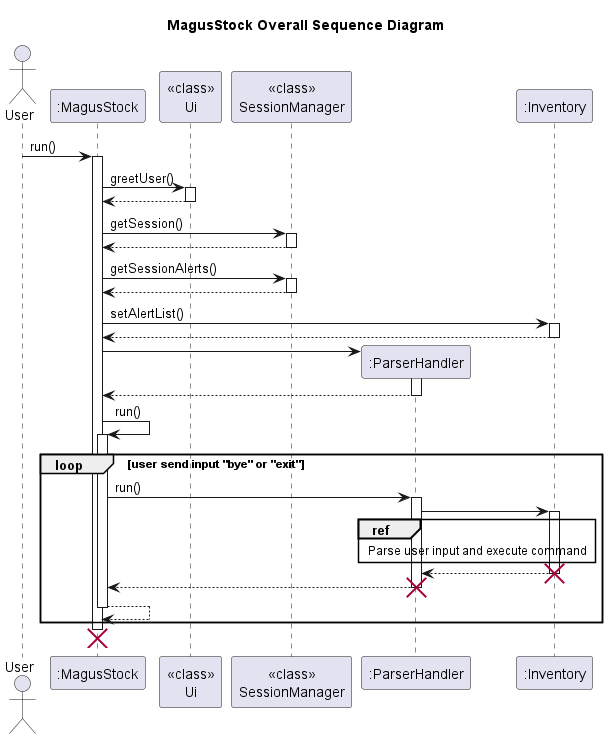 MagusStock Overall Sequence Diagram
User
:MagusStock
«class»
Ui
«class»
SessionManager
:Inventory
run()
greetUser()
getSession()
getSessionAlerts()
setAlertList()
:ParserHandler
run()
loop
[user send input "bye" or "exit"]
run()
ref
Parse user input and execute command
User
:MagusStock
«class»
Ui
«class»
SessionManager
:ParserHandler
:Inventory